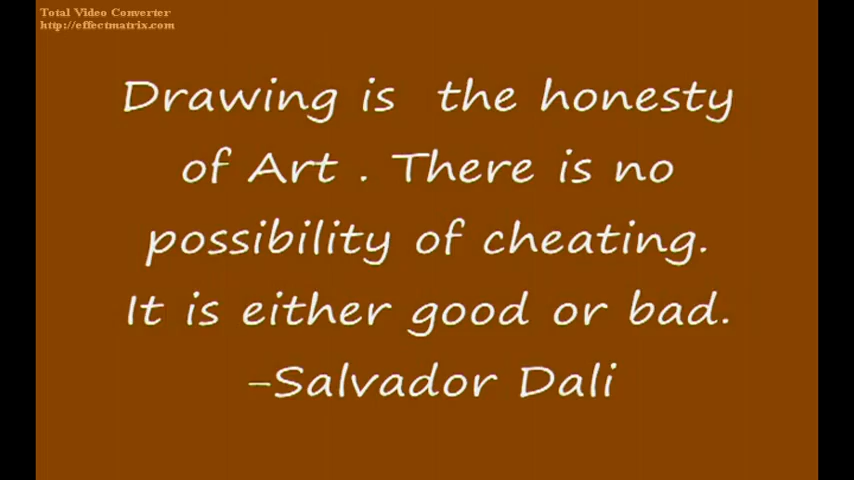 Total Video Converter
http://effectmatrix.com
Drawing is the honesty
of Art . There is no
possibility of cheating.
It is either good or bad.
-Salvador Dali